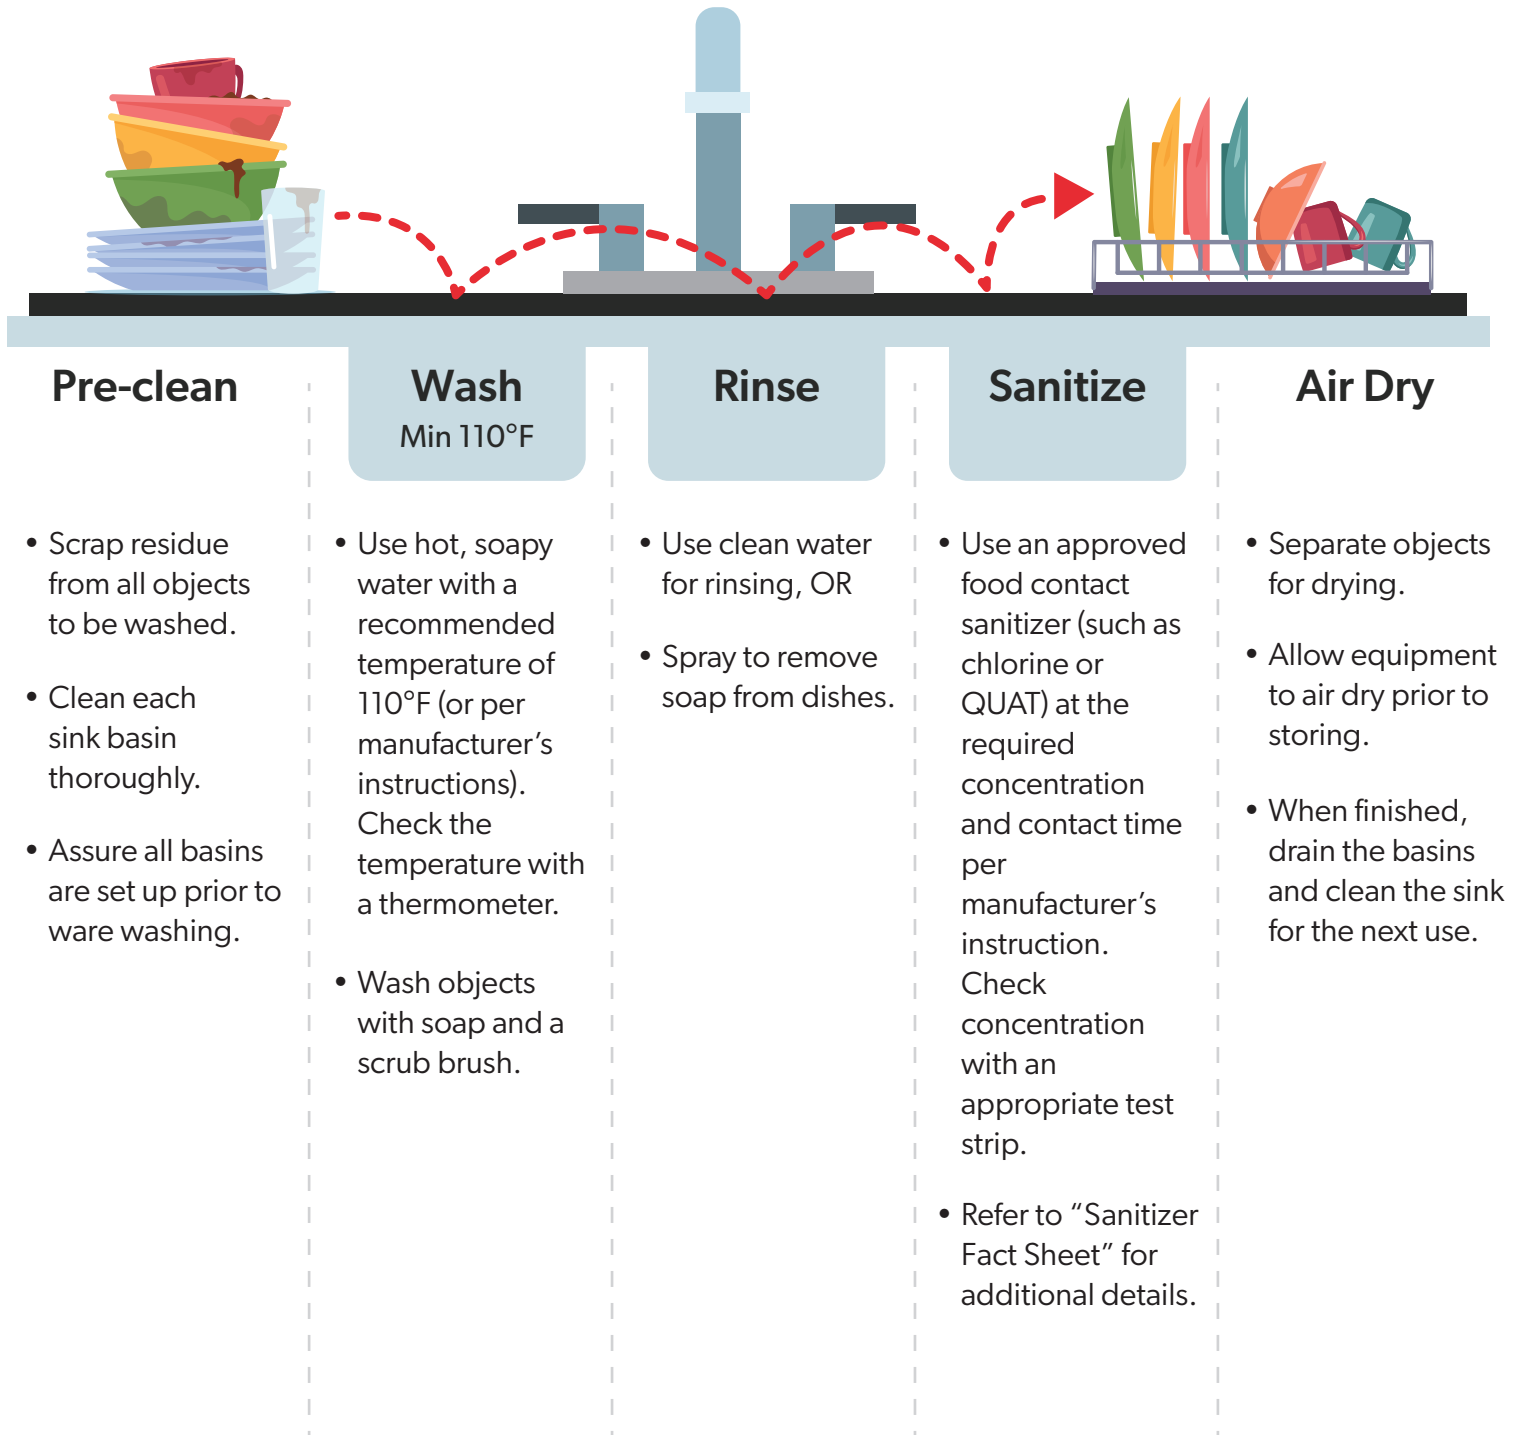 Pre-clean
• Scrap residue
from all objects
to be washed.
• Clean each
sink basin
thoroughly.
• Assure all basins
are set up prior to
ware washing.
Wash
Min 110°F
• Use hot, soapy
water with a
recommended
temperature of
110°F (or per
manufacturer’s
instructions).
Check the
temperature with
a thermometer.
• Wash objects
with soap and a
scrub brush.
Rinse
• Use clean water
for rinsing, OR
• Spray to remove
soap from dishes.
Sanitize
• Use an approved
food contact
sanitizer (such as
chlorine or
QUAT) at the
required
concentration
and contact time
per
manufacturer’s
instruction.
Check
concentration
with an
appropriate test
strip.
• Refer to “Sanitizer
Fact Sheet” for
additional details.
Air Dry
• Separate objects
for drying.
• Allow equipment
to air dry prior to
storing.
• When finished,
drain the basins
and clean the sink
for the next use.